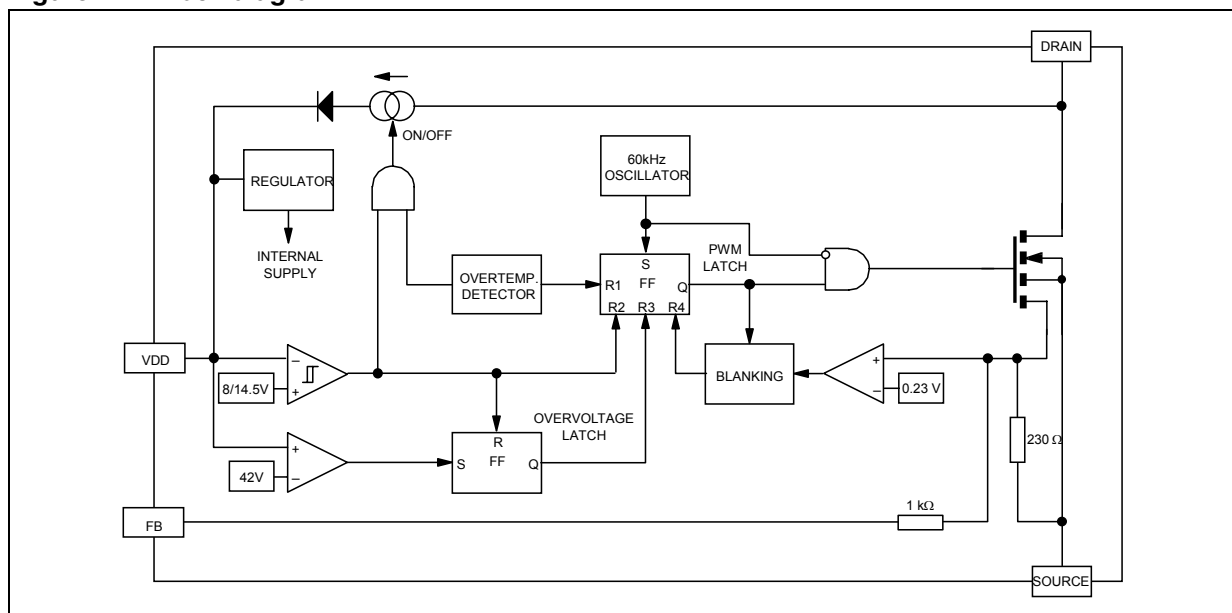 DRAIN
ON/OFF
60kHz
OSCILLATOR
REGULATOR
INTERNAL
SUPPLY
PWM
LATCH
S
FF
R1
Q
R2 R3 R4
OVERTEMP.
DETECTOR
VDD
–
+
8/14.5V
BLANKING
+
–
0.23 V
OVERVOLTAGE
LATCH
R
FF
S
Q
230 Ω
+
–
42V
1 kΩ
FB
SOURCE